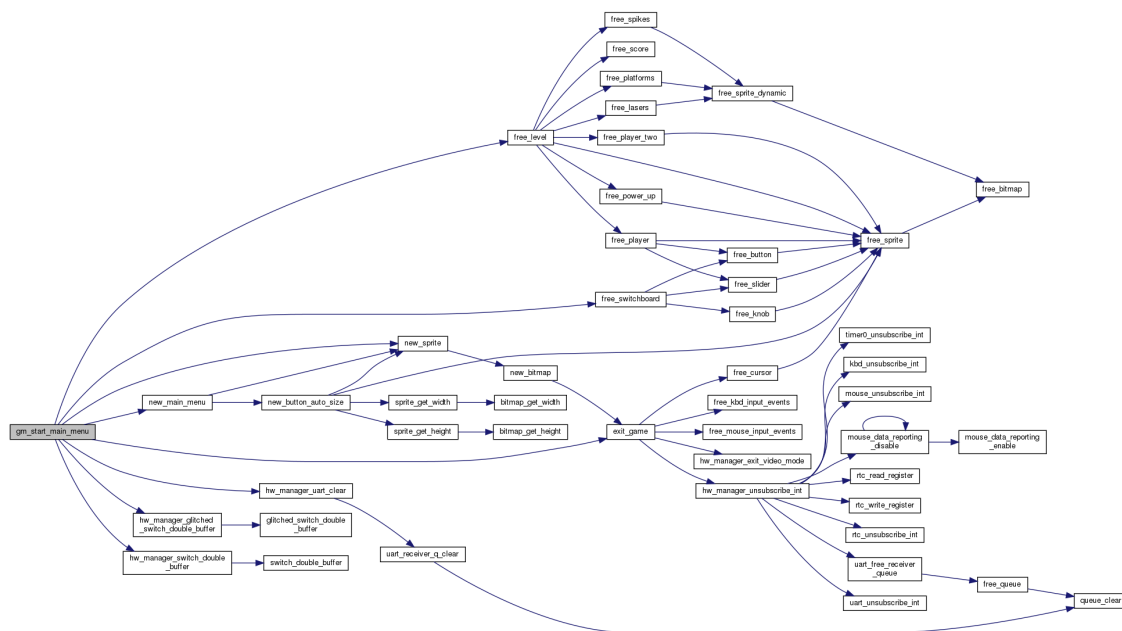 free_spikes
free_score
free_platforms
free_sprite_dynamic
free_lasers
free_level
free_player_two
free_bitmap
free_power_up
free_player
free_sprite
free_button
free_slider
free_switchboard
free_knob
timer0_unsubscribe_int
new_sprite
kbd_unsubscribe_int
new_bitmap
free_cursor
mouse_unsubscribe_int
new_main_menu
new_button_auto_size
sprite_get_width
bitmap_get_width
free_kbd_input_events
gm_start_main_menu
sprite_get_height
bitmap_get_height
exit_game
free_mouse_input_events
mouse_data_reporting
_disable
mouse_data_reporting
_enable
hw_manager_exit_video_mode
rtc_read_register
hw_manager_uart_clear
hw_manager_unsubscribe_int
rtc_write_register
hw_manager_glitched
_switch_double_buffer
glitched_switch_double
_buffer
rtc_unsubscribe_int
uart_receiver_q_clear
hw_manager_switch_double
_buffer
switch_double_buffer
uart_free_receiver
_queue
free_queue
queue_clear
uart_unsubscribe_int